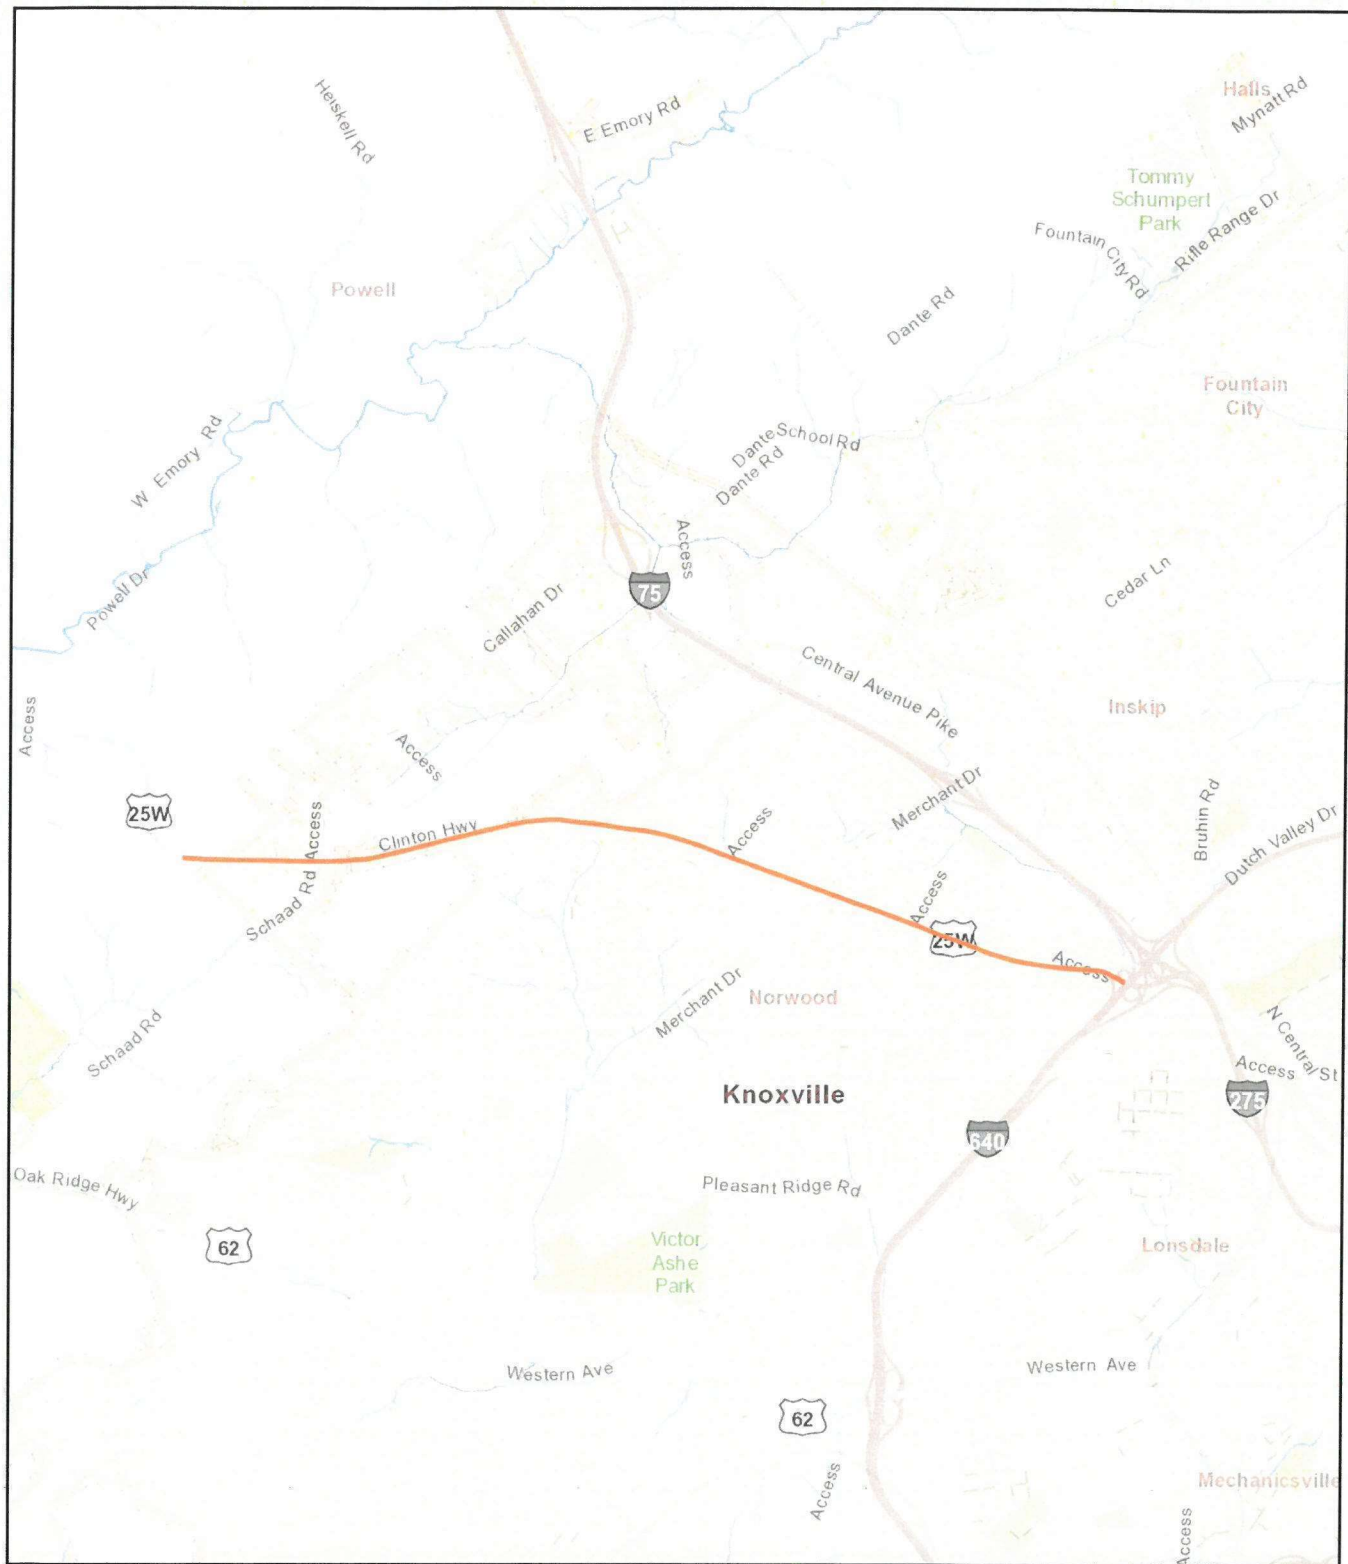 Halls
Mynatt Rd
Heiskell Rd
E Emory Rd
Tommy
Schumpert
Park
Rifle Range Dr
Fountain City Rd
Powell
Dante Rd
Fountain
City
W Emory Rd
Dante School Rd
Dante Rd
Access
75
Powell Dr
Callahan Dr
Cedar Ln
Central Avenue Pike
Inskip
Access
Access
25W
Merchant Dr
Bruhin Rd
Dutch Valley Dr
Access
Clinton Hwy
Access
Schaad Rd
Access
25W
Access
Merchant Dr
Norwood
Schaad Rd
N Central St
Access
Knoxville
275
640
Oak Ridge Hwy
Pleasant Ridge Rd
62
Victor
Ashe
Park
Lonsdale
Western Ave
Western Ave
62
Access
Mechanicsville
Access